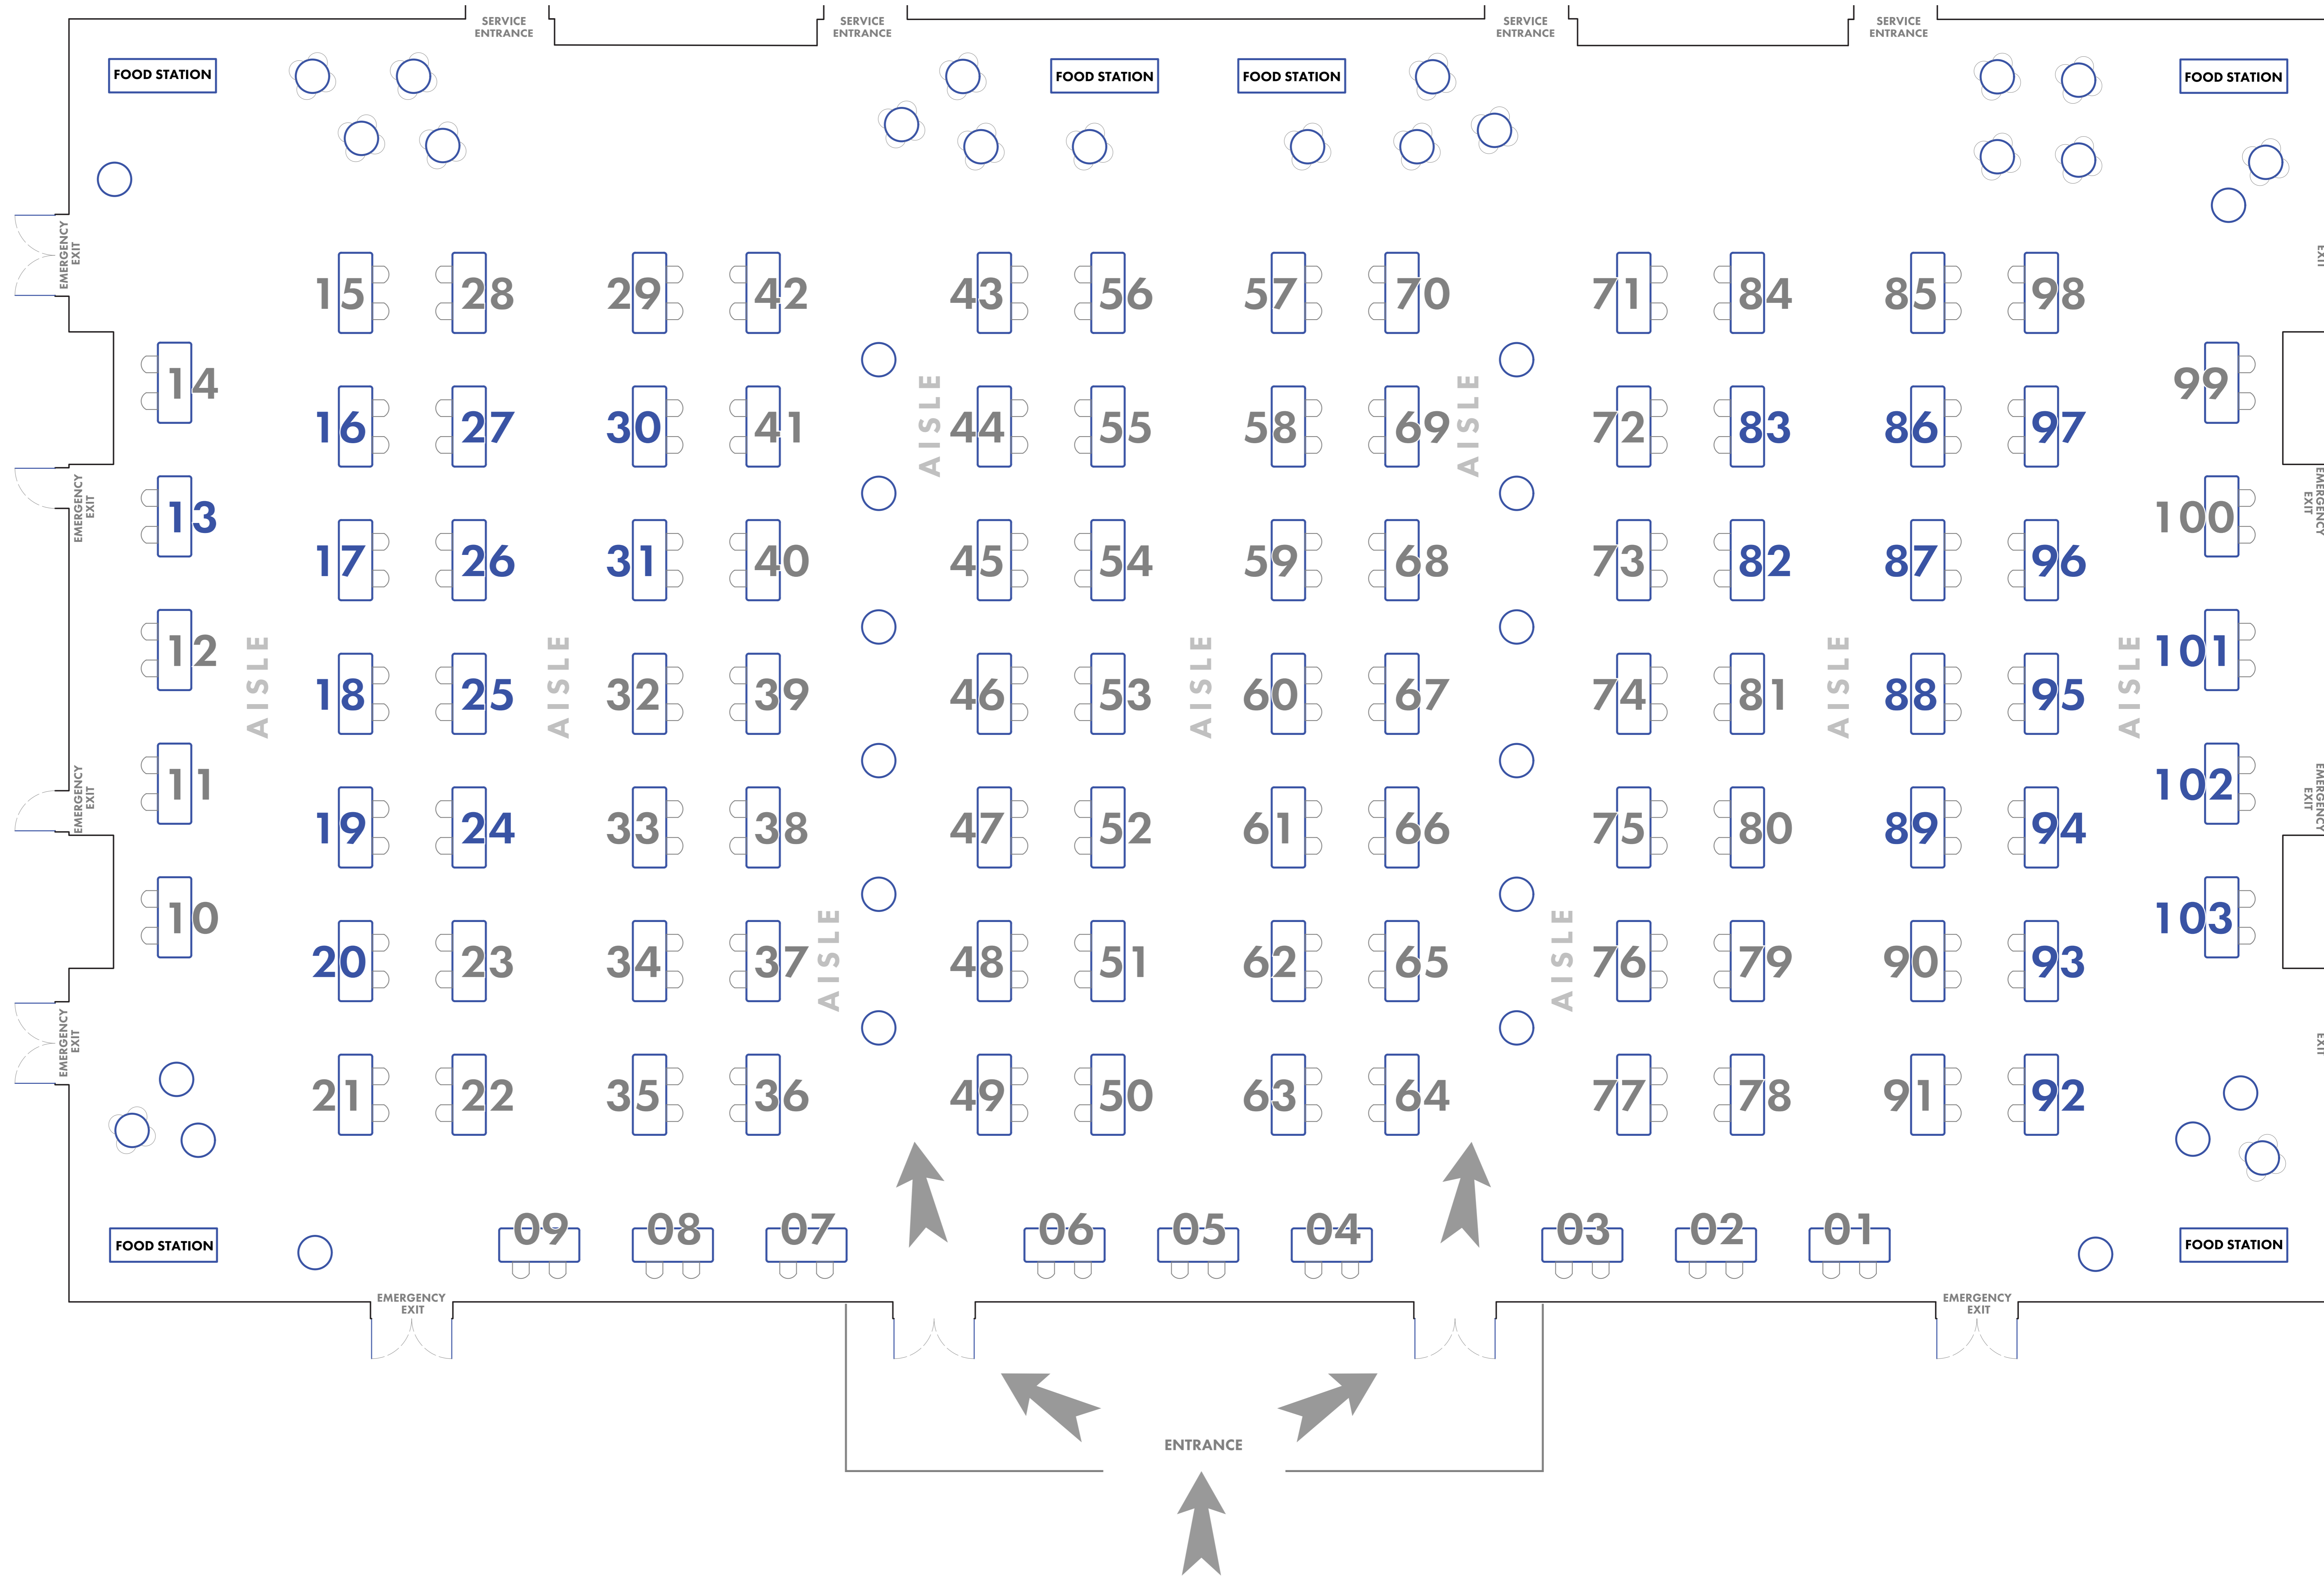 SERVICE
ENTRANCE
SERVICE
ENTRANCE
SERVICE
ENTRANCE
SERVICE
ENTRANCE
FOOD STATION
FOOD STATION
FOOD STATION
FOOD STATION
EMERGENCY
EXIT
EXIT
15 28 29 42 43 56 57 70 71 84 85 98
14 99
AISLE
AISLE
16 27 30 41 44 55 58 69 72 83 86 97
EMERGENCY
EXIT
EMERGENCY
EXIT
13 100
17 26 31 40 45 54 59 68 73 82 87 96
12 101
AISLE
AISLE
AISLE
AISLE
AISLE
18 25 32 39 46 53 60 67 74 81 88 95
11 102
EMERGENCY
EXIT
EMERGENCY
EXIT
19 24 33 38 47 52 61 66 75 80 89 94
10 103
AISLE
AISLE
20 23 34 37 48 51 62 65 76 79 90 93
EMERGENCY
EXIT
EXIT
21 22 35 36 49 50 63 64 77 78 91 92
09 08 07 06 05 04 03 02 01
FOOD STATION
FOOD STATION
EMERGENCY
EXIT
EMERGENCY
EXIT
ENTRANCE